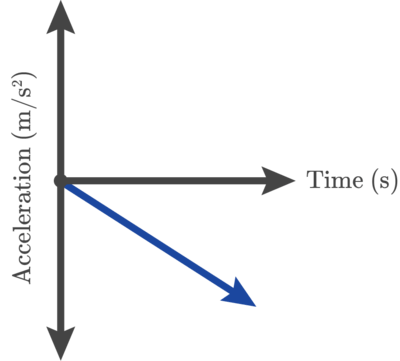 Acceleration (m/s²)
Time (s)